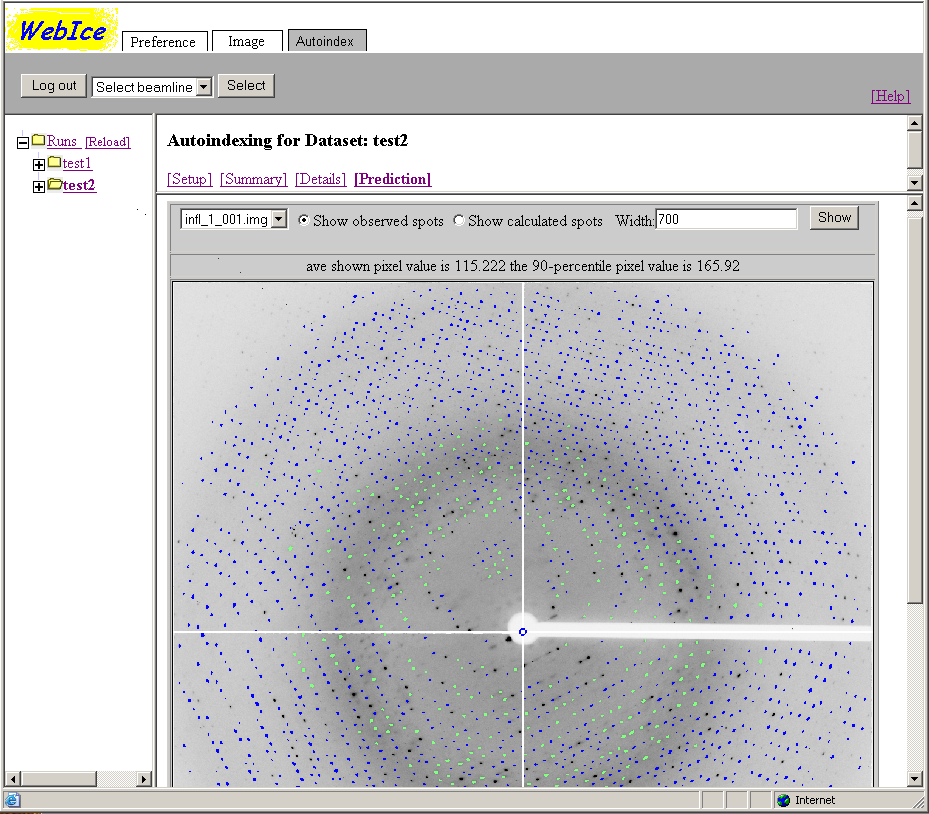 WebIce
Preference Image Autoindex
Log out Select beamline Select
[Help]
Runs [Reload]
test1
test2
Autoindexing for Dataset: test2
[Setup] [Summary] [Details] [Prediction]
infl_1_001.img Show observed spots Show calculated spots Width: 700 Show
ave shown pixel value is 115.222 the 90-percentile pixel value is 165.92
Internet